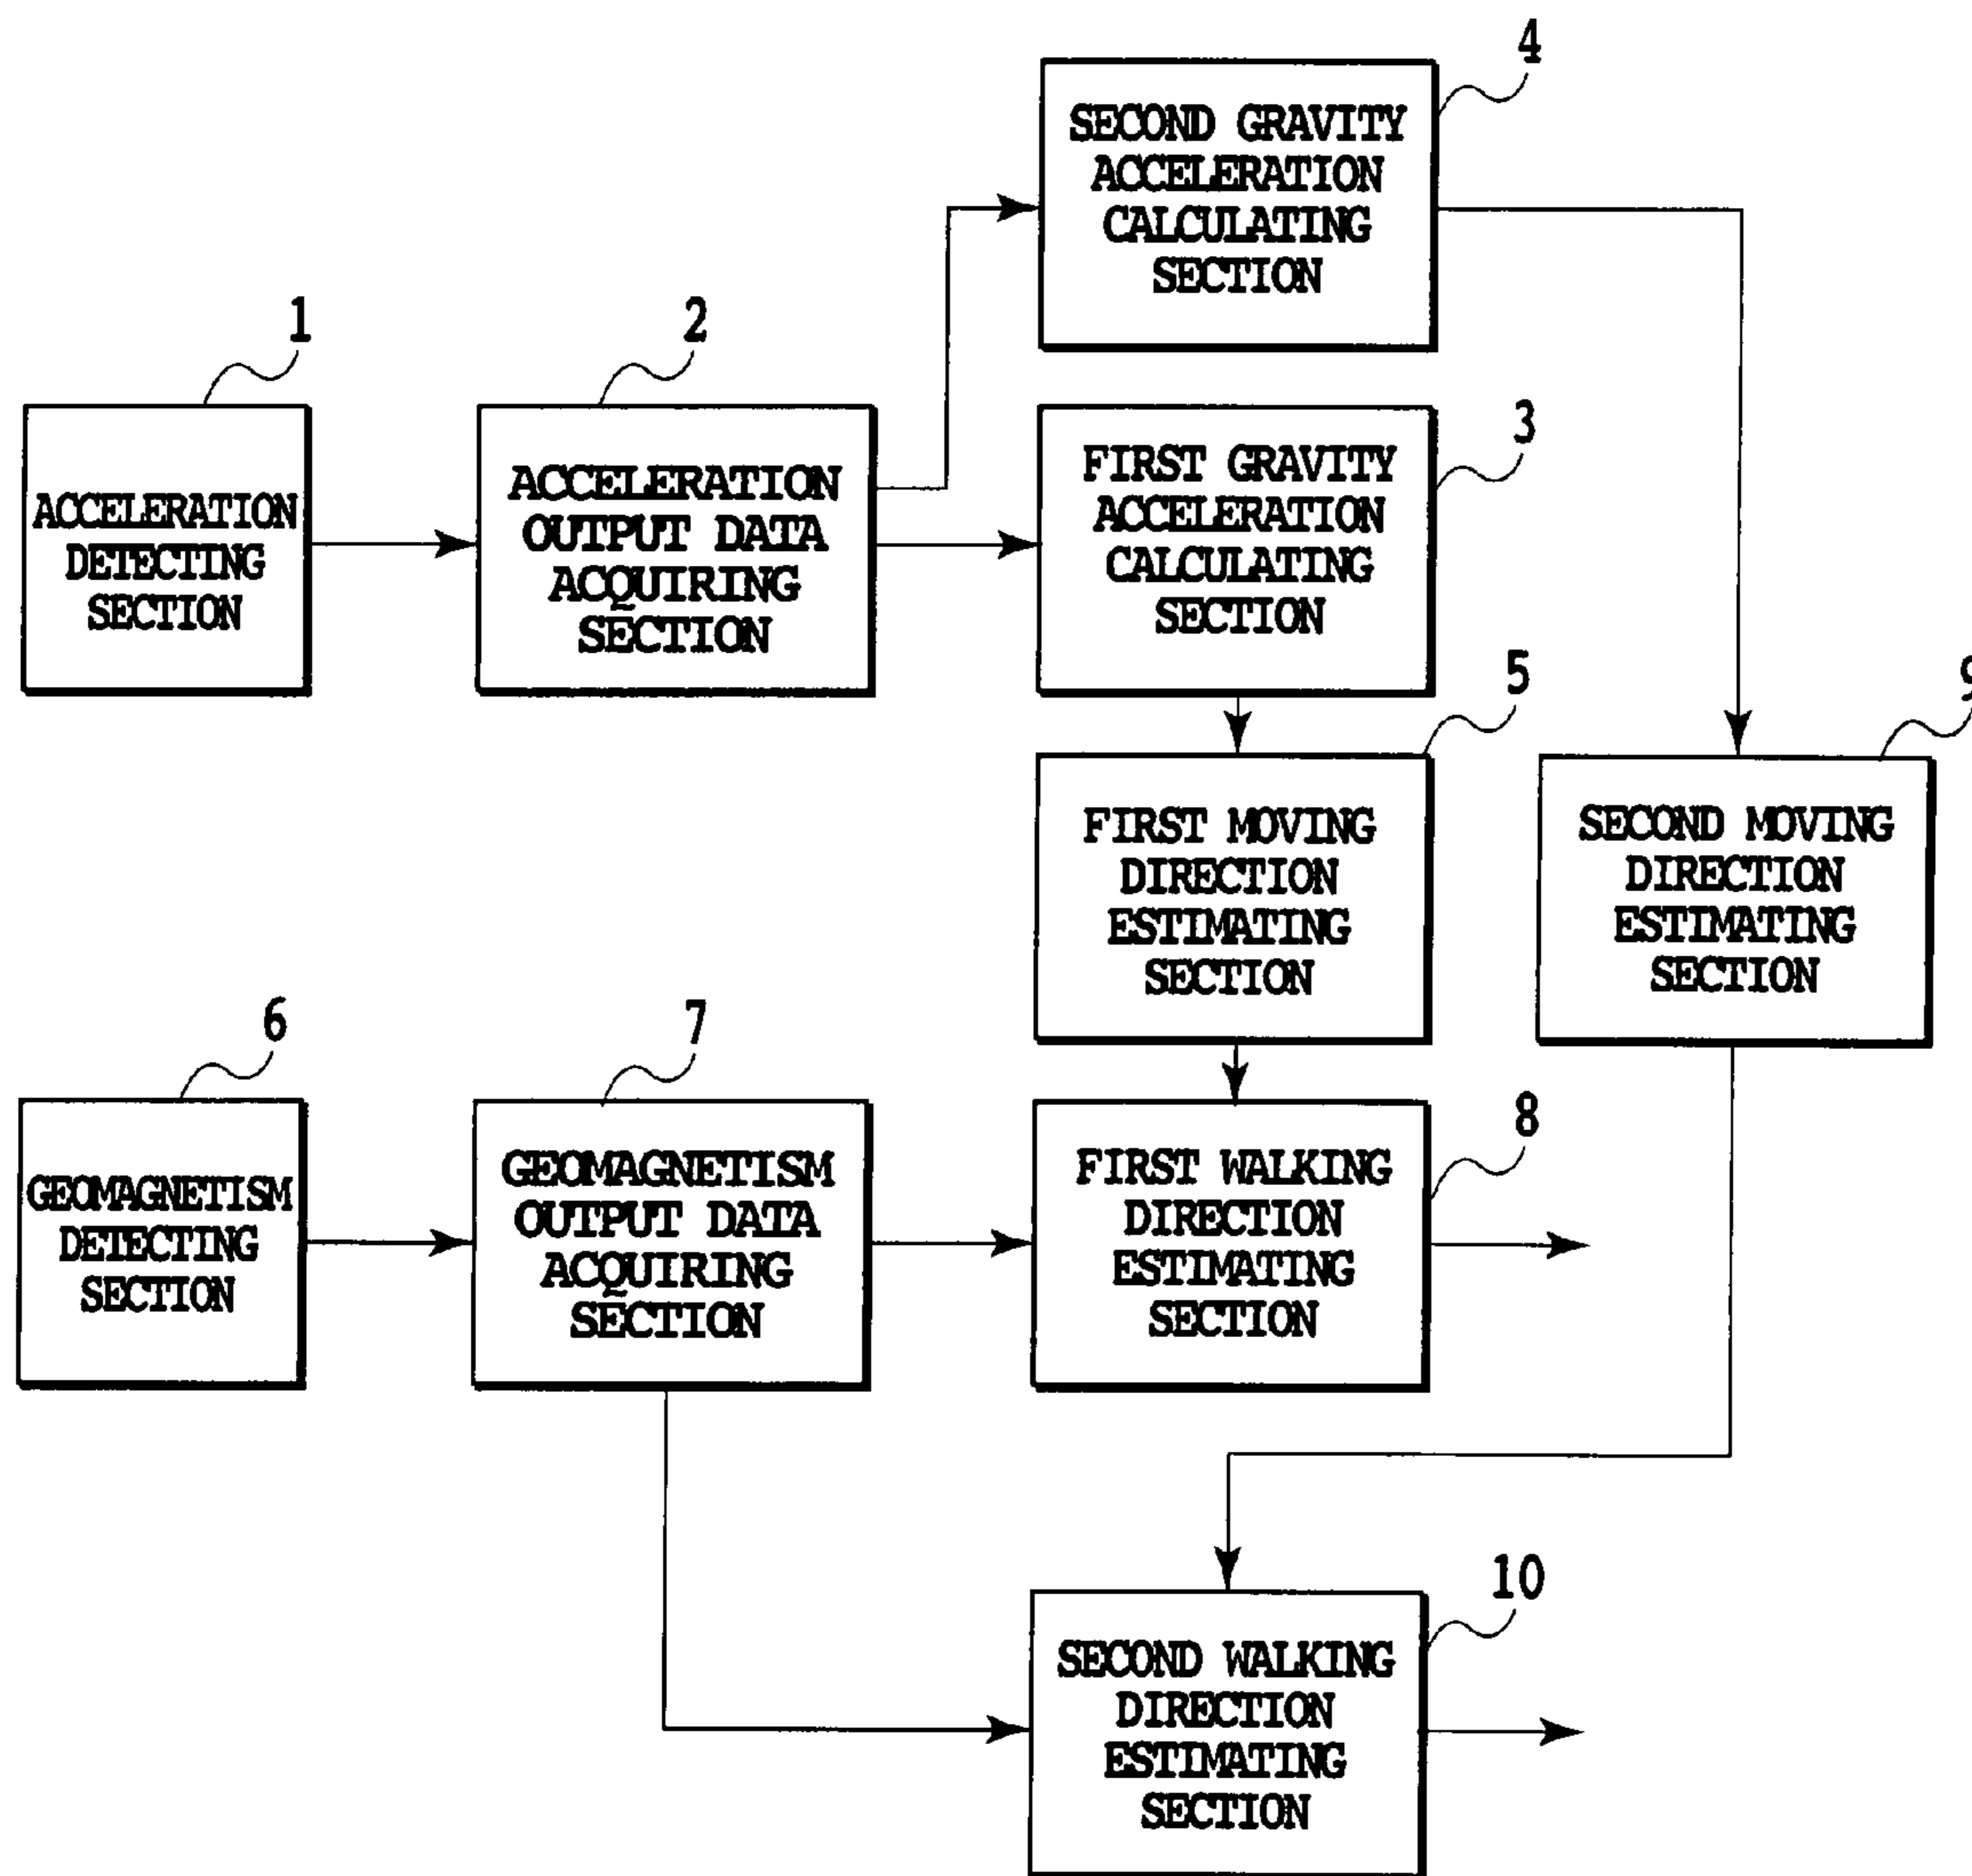 4
SECOND GRAVITY
ACCELERATION
CALCULATING
SECTION
1
ACCELERATION
DETECTING
SECTION
2
ACCELERATION
OUTPUT DATA
ACQUIRING
SECTION
3
FIRST GRAVITY
ACCELERATION
CALCULATING
SECTION
5
FIRST MOVING
DIRECTION
ESTIMATING
SECTION
9
SECOND MOVING
DIRECTION
ESTIMATING
SECTION
6
GEOMAGNETISM
DETECTING
SECTION
7
GEOMAGNETISM
OUTPUT DATA
ACQUIRING
SECTION
8
FIRST WALKING
DIRECTION
ESTIMATING
SECTION
10
SECOND WALKING
DIRECTION
ESTIMATING
SECTION